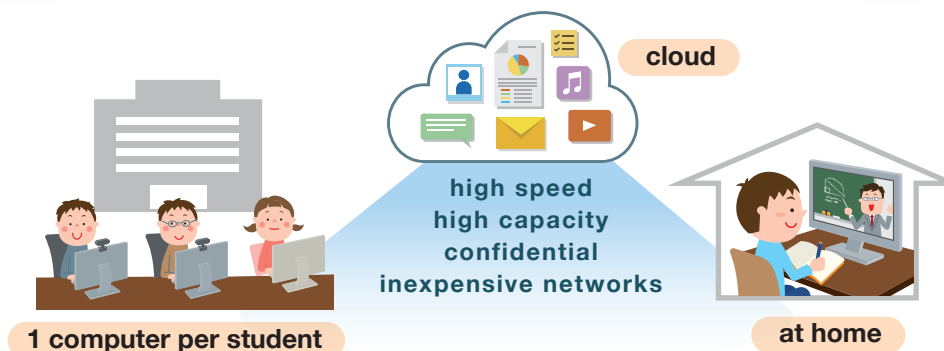 cloud
high speed
high capacity
confidential
inexpensive networks
1 computer per student
at home